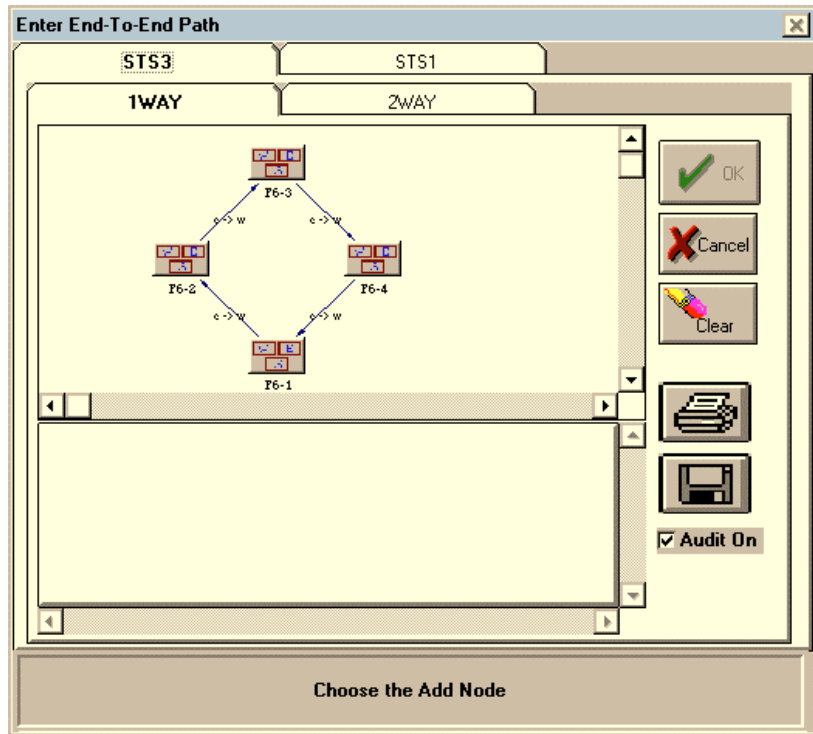 Enter End-To-End Path
STS3
STS1
1WAY
2WAY
F6-3
e -> w
e -> w
F6-2
F6-4
e -> w
e -> w
F6-1
OK
Cancel
Clear
Audit On
Choose the Add Node